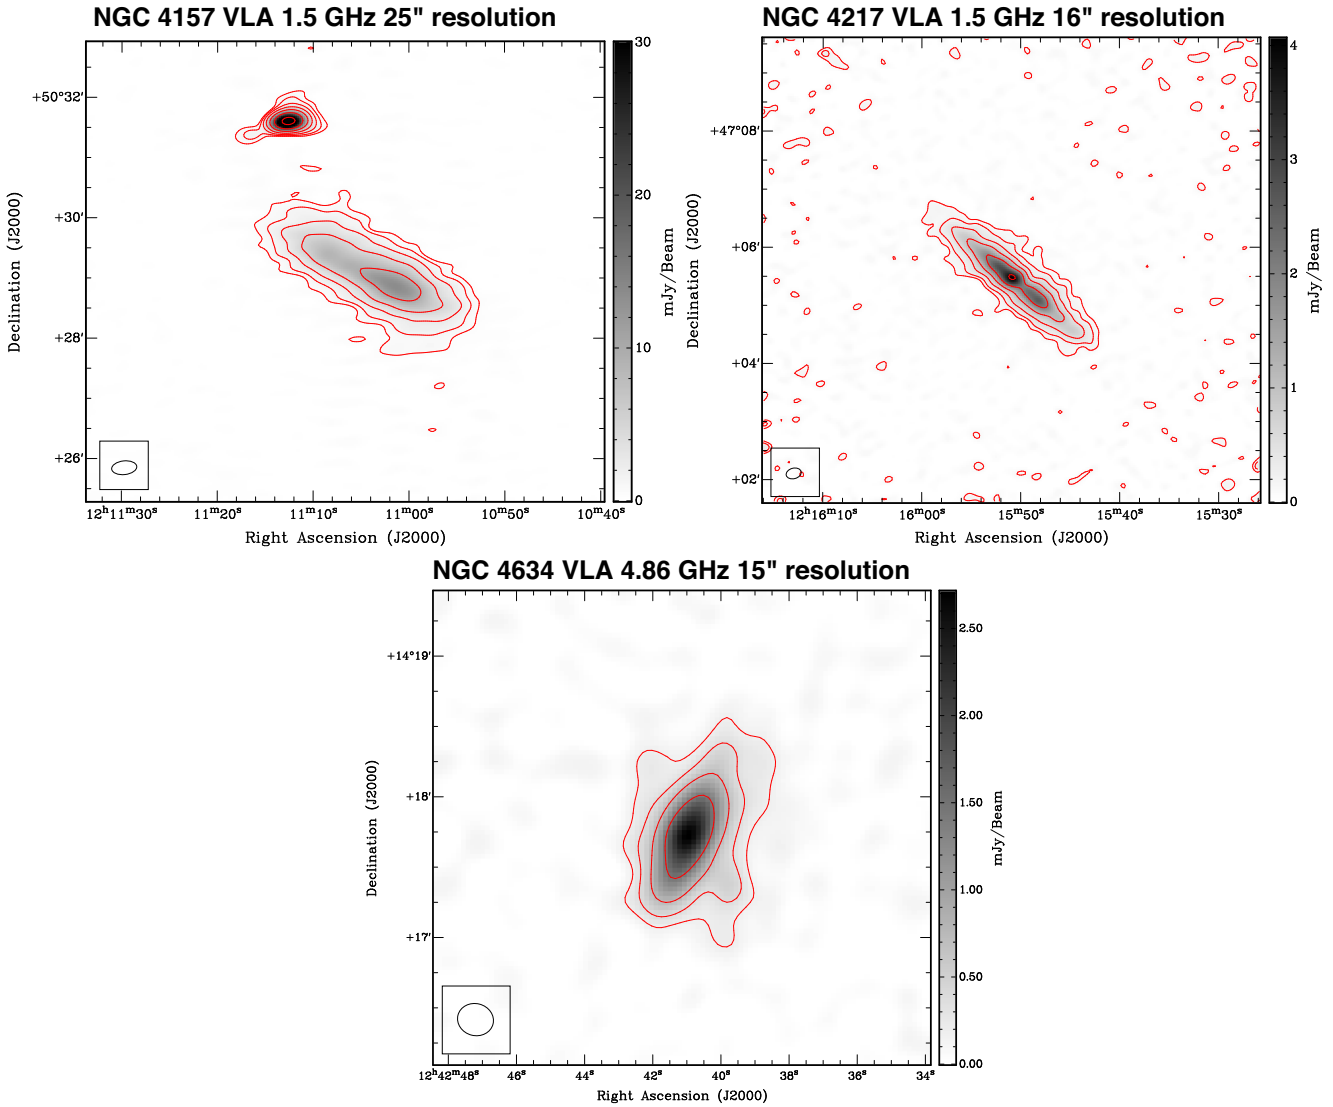 NGC 4157 VLA 1.5 GHz 25" resolution
+50°32′
+30′
+28′
+26′
Declination (J2000)
12ʰ11ᵐ30ˢ 11ᵐ20ˢ 11ᵐ10ˢ 11ᵐ00ˢ 10ᵐ50ˢ 10ᵐ40ˢ
Right Ascension (J2000)
30
20
10
0
mJy/Beam
NGC 4217 VLA 1.5 GHz 16" resolution
+47°08′
+06′
+04′
+02′
Declination (J2000)
12ʰ16ᵐ10ˢ 16ᵐ00ˢ 15ᵐ50ˢ 15ᵐ40ˢ 15ᵐ30ˢ
Right Ascension (J2000)
4
3
2
1
0
mJy/Beam
NGC 4634 VLA 4.86 GHz 15" resolution
+14°19′
+18′
+17′
Declination (J2000)
12ʰ42ᵐ48ˢ 46ˢ 44ˢ 42ˢ 40ˢ 38ˢ 36ˢ 34ˢ
Right Ascension (J2000)
2.50
2.00
1.50
1.00
0.50
0.00
mJy/Beam